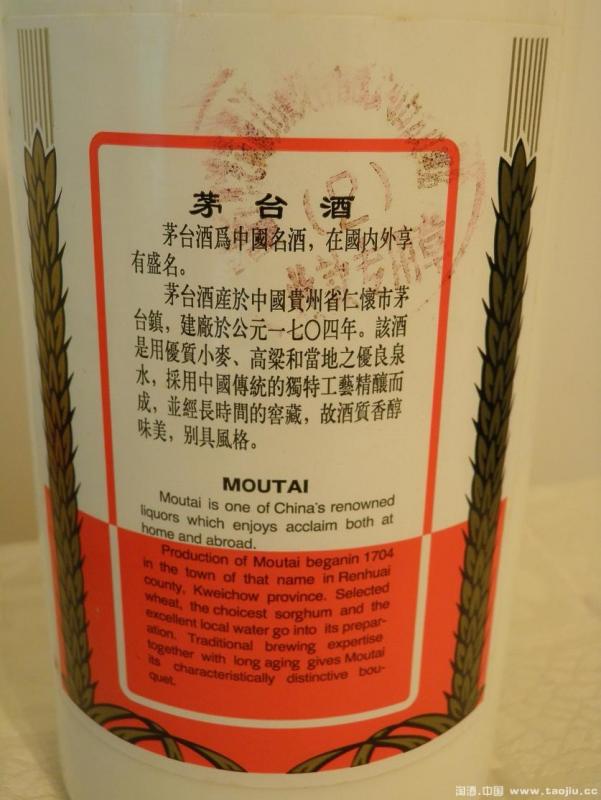 茅台酒
茅台酒爲中國名酒，在國内外享
有盛名。
茅台酒産於中國貴州省仁懷市茅
台鎮，建廠於公元一七〇四年。該酒
是用優質小麥、高粱和當地之優良泉
水，採用中國傳統的獨特工藝精釀而
成，並經長時間的窖藏，故酒質香醇
味美，别具風格。
MOUTAI
Moutai is one of China's renowned
liquors which enjoys acclaim both at
home and abroad.
Production of Moutai beganin 1704
in the town of that name in Renhuai
county, Kweichow province. Selected
wheat, the choicest sorghum and the
excellent local water go into its prepar-
ation. Traditional brewing expertise
together with long aging gives Moutai
its characteristically distinctive bou-
quet.
淘酒.中国 www.taojiu.cc